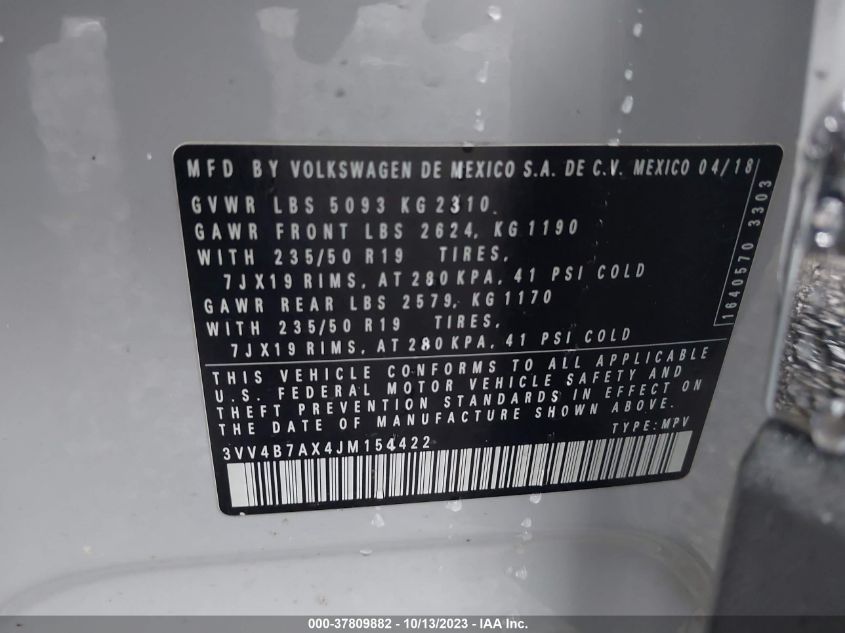 MFD BY VOLKSWAGEN DE MEXICO S.A. DE C.V. MEXICO 04/18
GVWR LBS 5093 KG 2310
GAWR FRONT LBS 2624, KG 1190
WITH 235/50 R19 TIRES,
7JX19 RIMS, AT 280 KPA, 41 PSI COLD
GAWR REAR LBS 2579, KG 1170
WITH 235/50 R19 TIRES,
7JX19 RIMS, AT 280 KPA, 41 PSI COLD
1640570 3303
THIS VEHICLE CONFORMS TO ALL APPLICABLE
U.S. FEDERAL MOTOR VEHICLE SAFETY AND
THEFT PREVENTION STANDARDS IN EFFECT ON
THE DATE OF MANUFACTURE SHOWN ABOVE.
TYPE: MPV
3VV4B7AX4JM154422
000-37809882 - 10/13/2023 - IAA Inc.